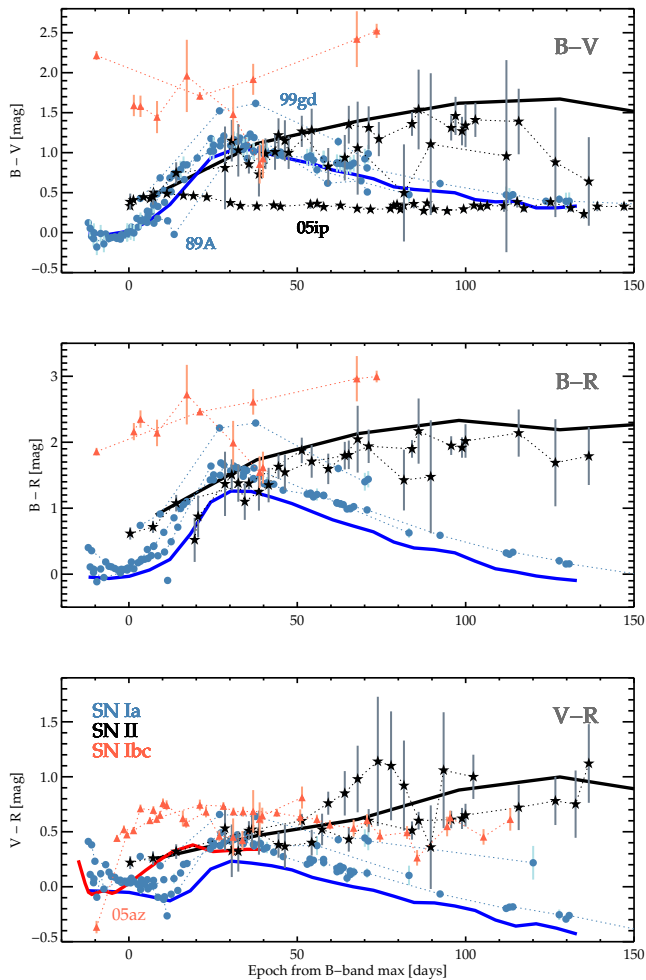 2.5
2.0
1.5
1.0
0.5
0.0
−0.5
B − V [mag]
B−V
99gd
89A
05ip
0
50
100
150
3
2
1
0
B − R [mag]
B−R
0
50
100
150
1.5
1.0
0.5
0.0
−0.5
V − R [mag]
SN Ia
SN II
SN Ibc
V−R
05az
0
50
100
150
Epoch from B−band max [days]